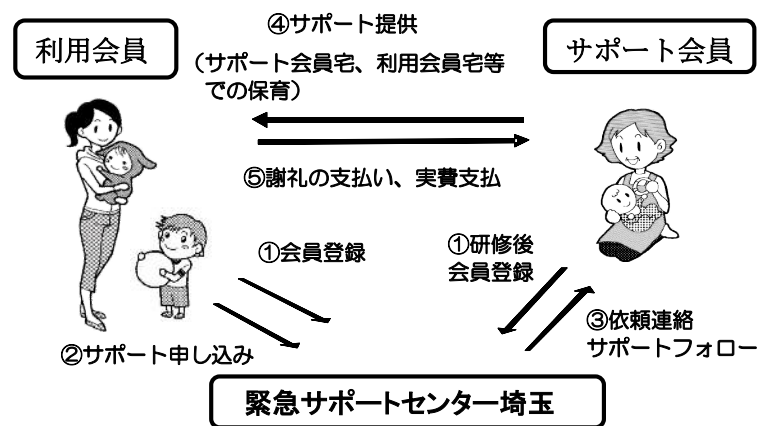 ④サポート提供
利用会員
サポート会員
（サポート会員宅、利用会員宅等
での保育）
⑤謝礼の支払い、実費支払
①会員登録
①研修後
会員登録
②サポート申し込み
③依頼連絡
サポートフォロー
緊急サポートセンター埼玉